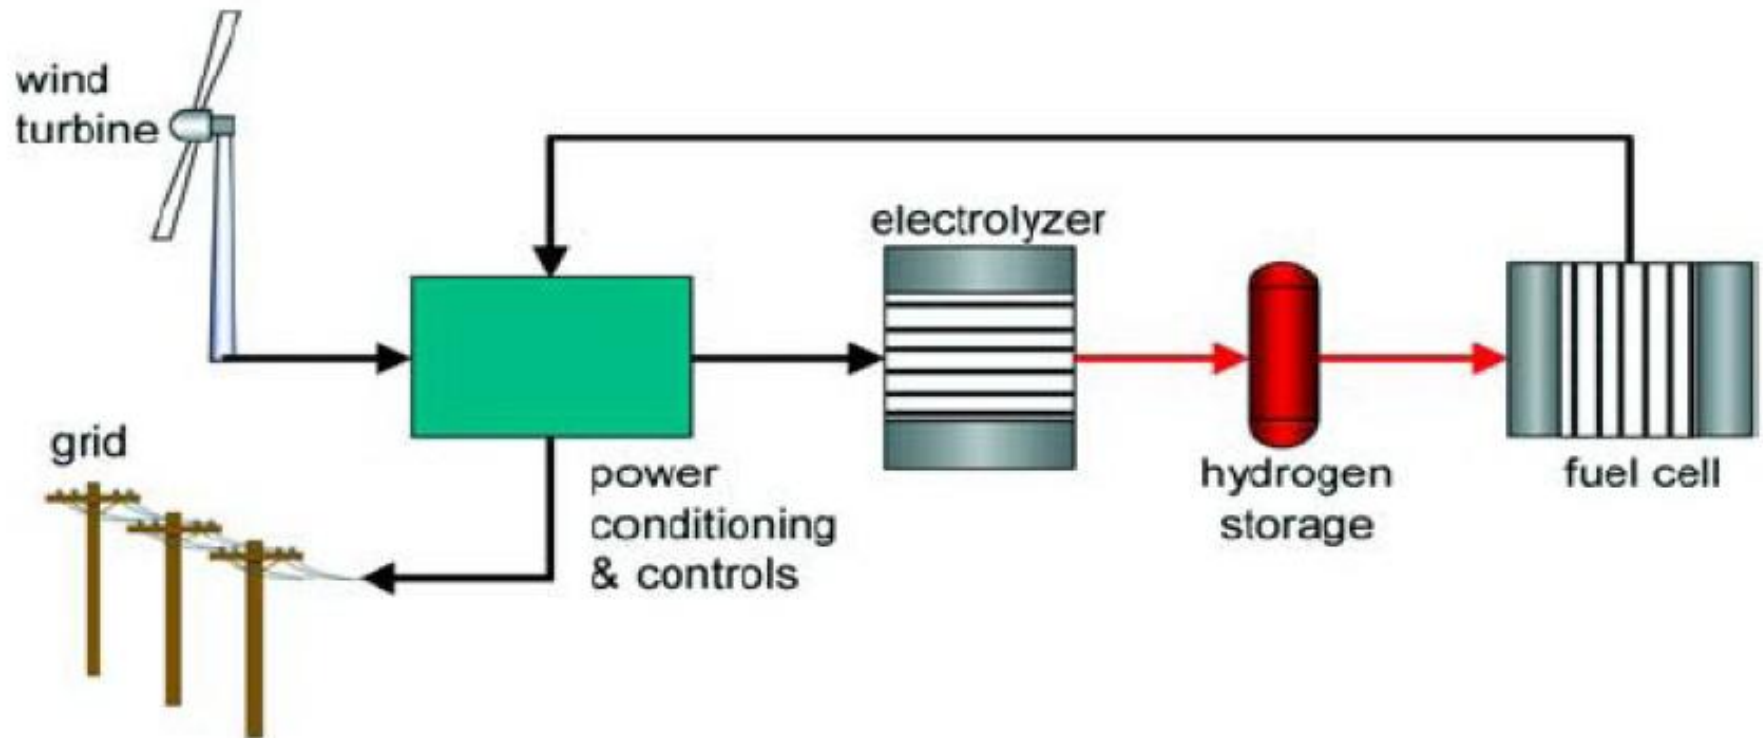 wind
turbine
electrolyzer
grid
power
conditioning
& controls
hydrogen
storage
fuel cell